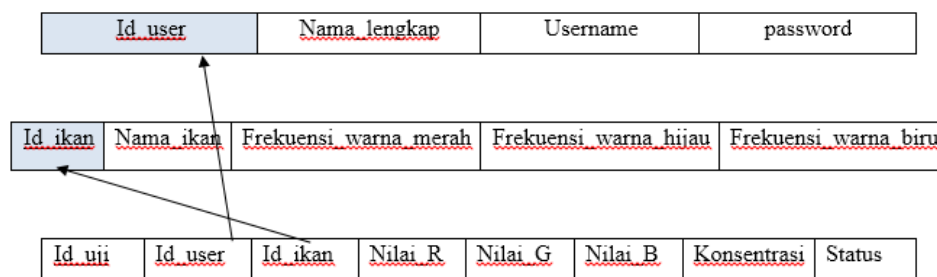 Id_user Nama_lengkap Username password
Id_ikan Nama_ikan Frekuensi_warna_merah Frekuensi_warna_hijau Frekuensi_warna_biru
Id_uji Id_user Id_ikan Nilai_R Nilai_G Nilai_B Konsentrasi Status